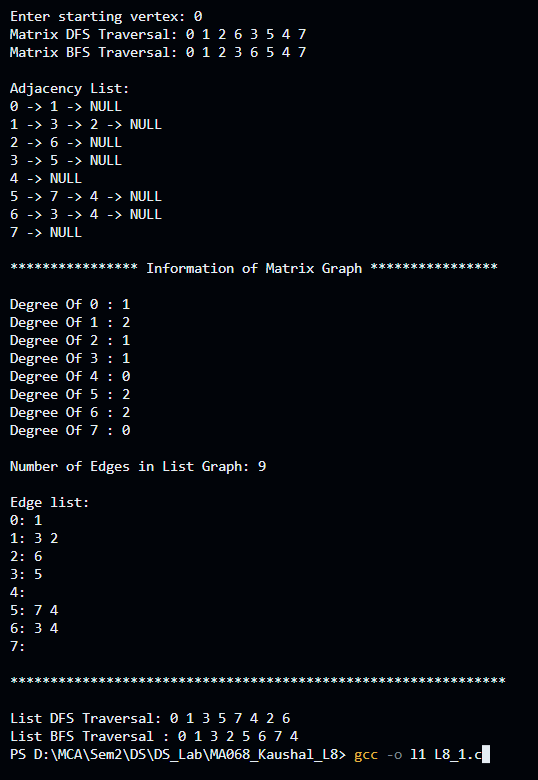 Enter starting vertex: 0
Matrix DFS Traversal: 0 1 2 6 3 5 4 7
Matrix BFS Traversal: 0 1 2 3 6 5 4 7
Adjacency List:
0 -> 1 -> NULL
1 -> 3 -> 2 -> NULL
2 -> 6 -> NULL
3 -> 5 -> NULL
4 -> NULL
5 -> 7 -> 4 -> NULL
6 -> 3 -> 4 -> NULL
7 -> NULL
**************** Information of Matrix Graph ****************
Degree Of 0 : 1
Degree Of 1 : 2
Degree Of 2 : 1
Degree Of 3 : 1
Degree Of 4 : 0
Degree Of 5 : 2
Degree Of 6 : 2
Degree Of 7 : 0
Number of Edges in List Graph: 9
Edge list:
0: 1
1: 3 2
2: 6
3: 5
4:
5: 7 4
6: 3 4
7:
**************************************************************
List DFS Traversal: 0 1 3 5 7 4 2 6
List BFS Traversal : 0 1 3 2 5 6 7 4
PS D:\MCA\Sem2\DS\DS_Lab\MA068_Kaushal_L8> gcc -o l1 L8_1.c